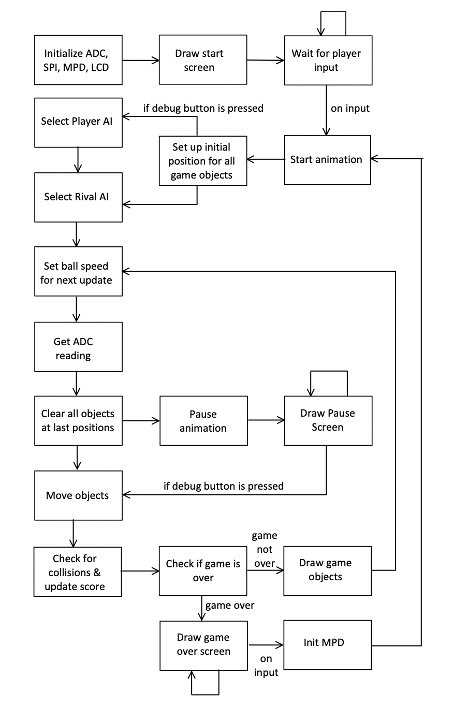 Initialize ADC,
SPI, MPD, LCD
Draw start
screen
Wait for player
input
on input
if debug button is pressed
Select Player AI
Set up initial
position for all
game objects
Start animation
Select Rival AI
Set ball speed
for next update
Get ADC
reading
Clear all objects
at last positions
Pause
animation
Draw Pause
Screen
if debug button is pressed
Move objects
Check for
collisions &
update score
Check if game is
over
game
not
over
Draw game
objects
game over
Draw game
over screen
on
input
Init MPD